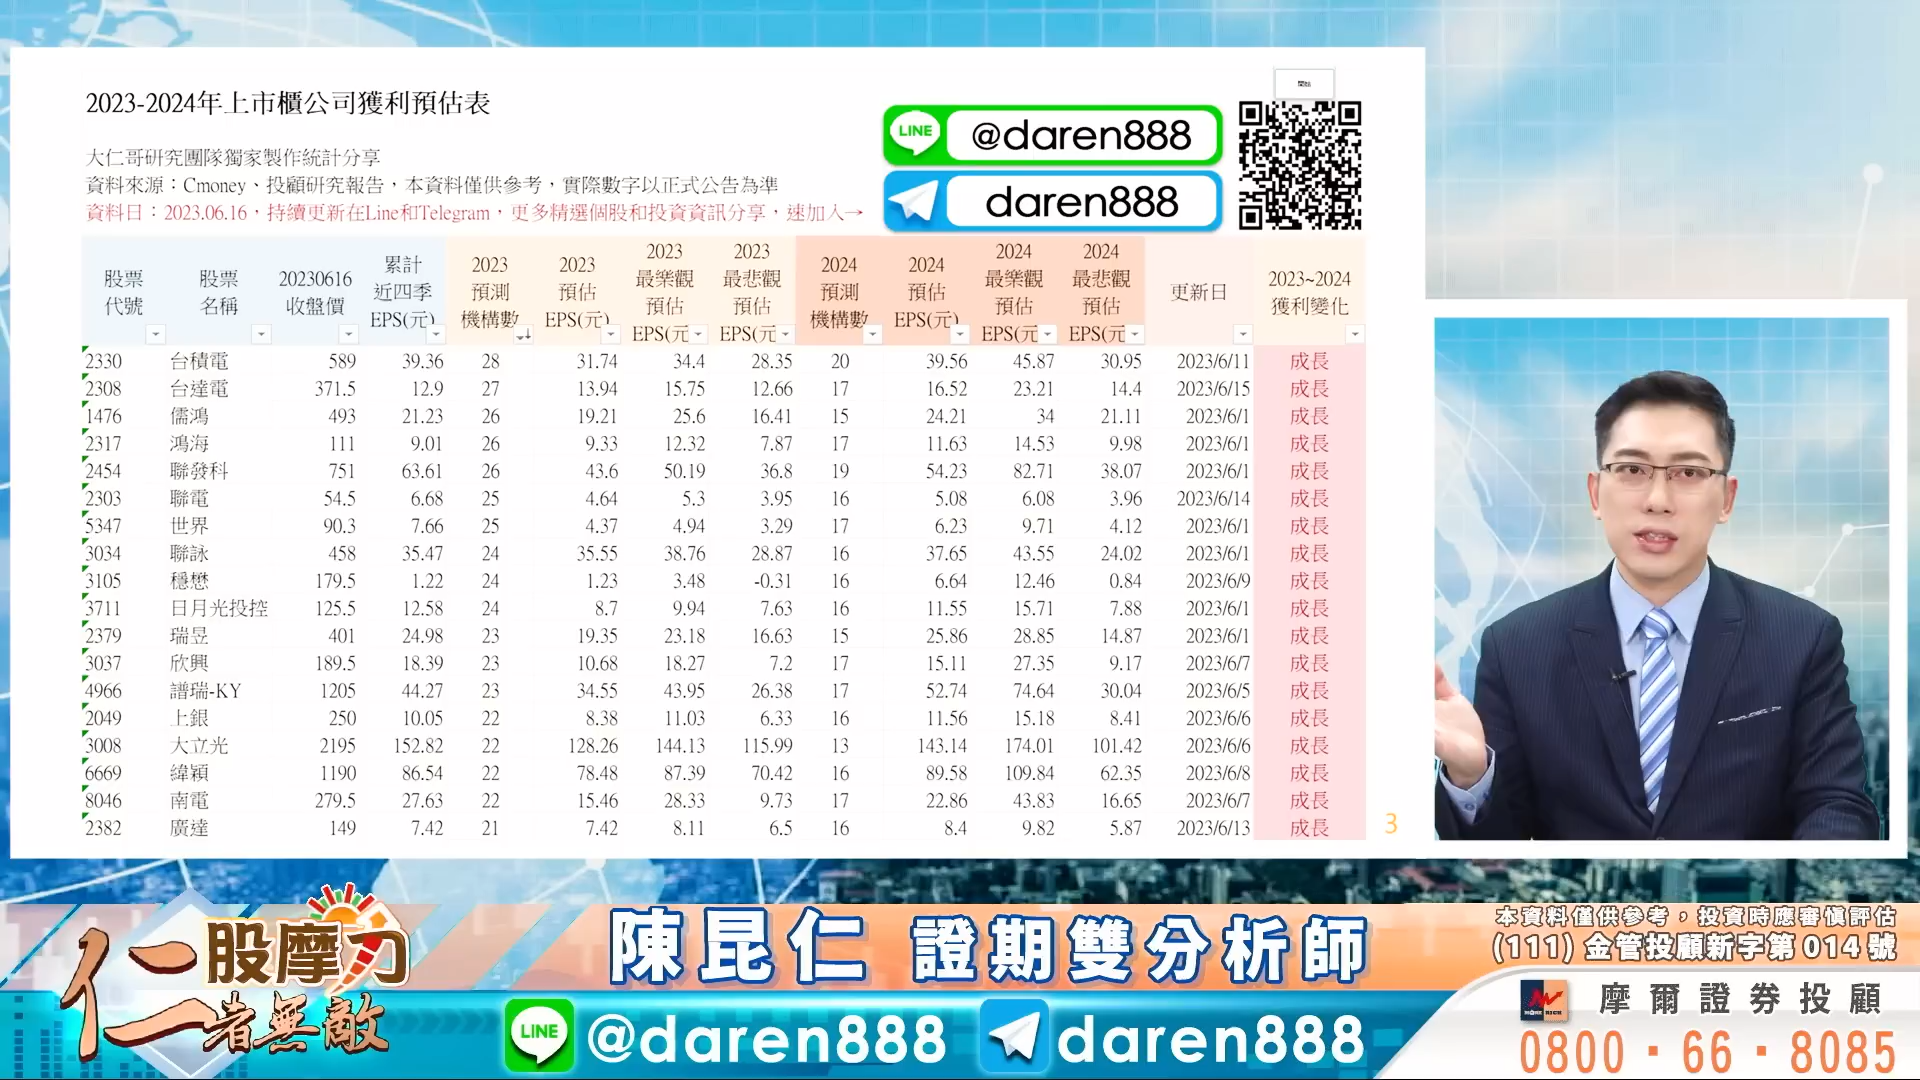 2023-2024年上市櫃公司獲利預估表
大仁哥研究團隊獨家製作統計分享
資料來源：Cmoney、投顧研究報告，本資料僅供參考，實際數字以正式公告為準
資料日：2023.06.16，持續更新在Line和Telegram，更多精選個股和投資資訊分享，速加入→
LINE @daren888
daren888
股票代號 股票名稱 20230616收盤價 累計近四季EPS(元) 2023預測機構數 2023預估EPS(元) 2023最樂觀預估EPS(元 2023最悲觀預估EPS(元 2024預測機構數 2024預估EPS(元) 2024最樂觀預估EPS(元 2024最悲觀預估EPS(元 更新日 2023~2024獲利變化
2330 台積電 589 39.36 28 31.74 34.4 28.35 20 39.56 45.87 30.95 2023/6/11 成長
2308 台達電 371.5 12.9 27 13.94 15.75 12.66 17 16.52 23.21 14.4 2023/6/15 成長
1476 儒鴻 493 21.23 26 19.21 25.6 16.41 15 24.21 34 21.11 2023/6/1 成長
2317 鴻海 111 9.01 26 9.33 12.32 7.87 17 11.63 14.53 9.98 2023/6/1 成長
2454 聯發科 751 63.61 26 43.6 50.19 36.8 19 54.23 82.71 38.07 2023/6/1 成長
2303 聯電 54.5 6.68 25 4.64 5.3 3.95 16 5.08 6.08 3.96 2023/6/14 成長
5347 世界 90.3 7.66 25 4.37 4.94 3.29 17 6.23 9.71 4.12 2023/6/1 成長
3034 聯詠 458 35.47 24 35.55 38.76 28.87 16 37.65 43.55 24.02 2023/6/1 成長
3105 穩懋 179.5 1.22 24 1.23 3.48 -0.31 16 6.64 12.46 0.84 2023/6/9 成長
3711 日月光投控 125.5 12.58 24 8.7 9.94 7.63 16 11.55 15.71 7.88 2023/6/1 成長
2379 瑞昱 401 24.98 23 19.35 23.18 16.63 15 25.86 28.85 14.87 2023/6/1 成長
3037 欣興 189.5 18.39 23 10.68 18.27 7.2 17 15.11 27.35 9.17 2023/6/7 成長
4966 譜瑞-KY 1205 44.27 23 34.55 43.95 26.38 17 52.74 74.64 30.04 2023/6/5 成長
2049 上銀 250 10.05 22 8.38 11.03 6.33 16 11.56 15.18 8.41 2023/6/6 成長
3008 大立光 2195 152.82 22 128.26 144.13 115.99 13 143.14 174.01 101.42 2023/6/6 成長
6669 緯穎 1190 86.54 22 78.48 87.39 70.42 16 89.58 109.84 62.35 2023/6/8 成長
8046 南電 279.5 27.63 22 15.46 28.33 9.73 17 22.86 43.83 16.65 2023/6/7 成長
2382 廣達 149 7.42 21 7.42 8.11 6.5 16 8.4 9.82 5.87 2023/6/13 成長
3
股摩力
仁者無敵
陳昆仁 證期雙分析師
LINE @daren888 daren888
本資料僅供參考，投資時應審慎評估
(111) 金管投顧新字第014號
摩爾證券投顧
0800・66・8085